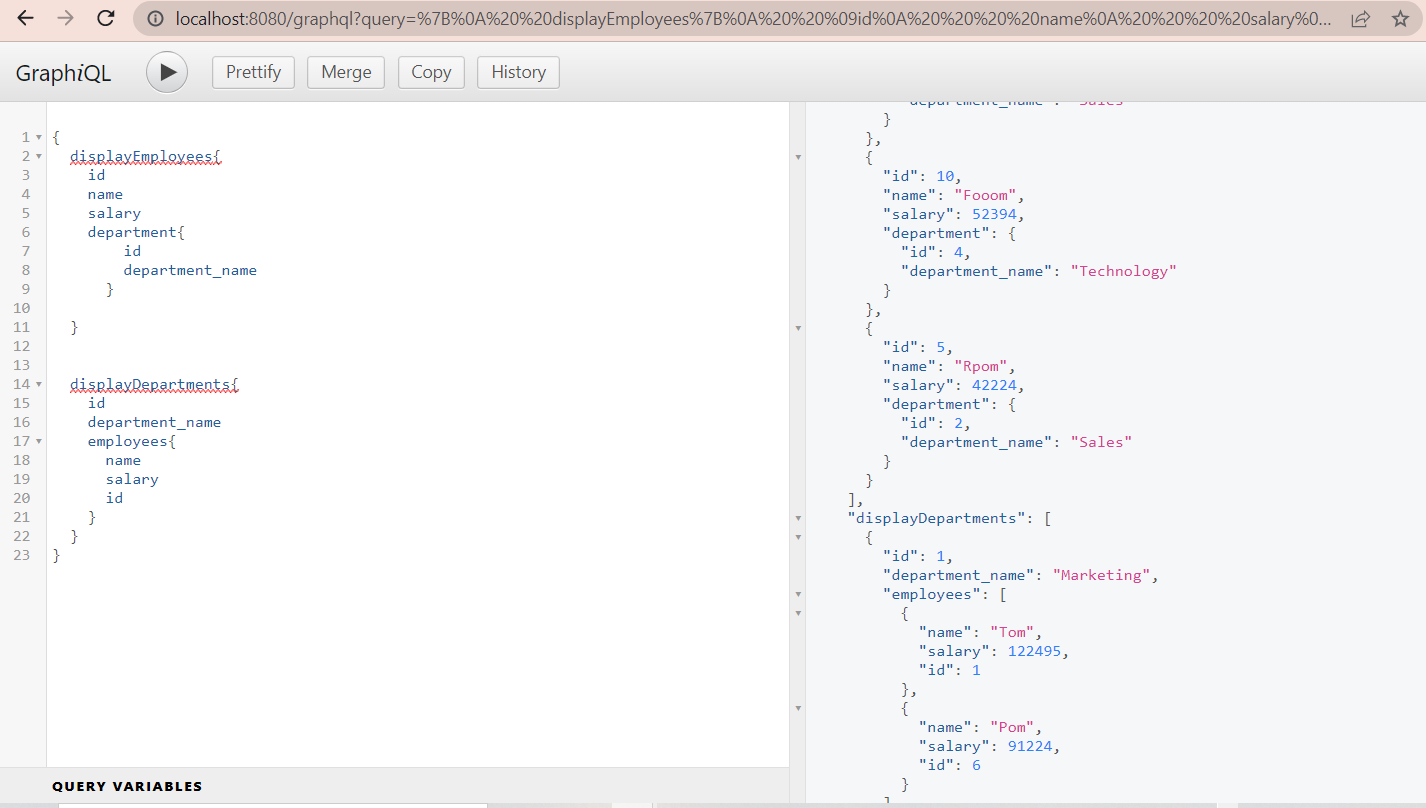 localhost:8080/graphql?query=%7B%0A%20%20displayEmployees%7B%0A%20%20%09id%0A%20%20%20%20name%0A%20%20%20%20salary%0...
GraphiQL
Prettify
Merge
Copy
History
1 {
2 displayEmployees{
3 id
4 name
5 salary
6 department{
7 id
8 department_name
9 }
10
11 }
12
13
14 displayDepartments{
15 id
16 department_name
17 employees{
18 name
19 salary
20 id
21 }
22 }
23 }
QUERY VARIABLES
"department_name": "Sales"
}
},
{
"id": 10,
"name": "Fooom",
"salary": 52394,
"department": {
"id": 4,
"department_name": "Technology"
}
},
{
"id": 5,
"name": "Rpom",
"salary": 42224,
"department": {
"id": 2,
"department_name": "Sales"
}
}
],
"displayDepartments": [
{
"id": 1,
"department_name": "Marketing",
"employees": [
{
"name": "Tom",
"salary": 122495,
"id": 1
},
{
"name": "Pom",
"salary": 91224,
"id": 6
}
]